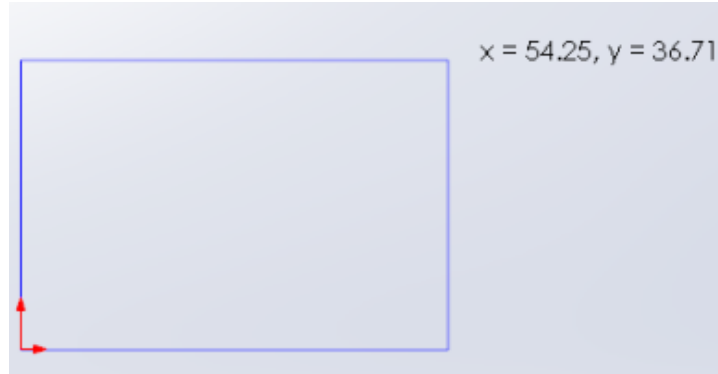 x = 54.25, y = 36.71